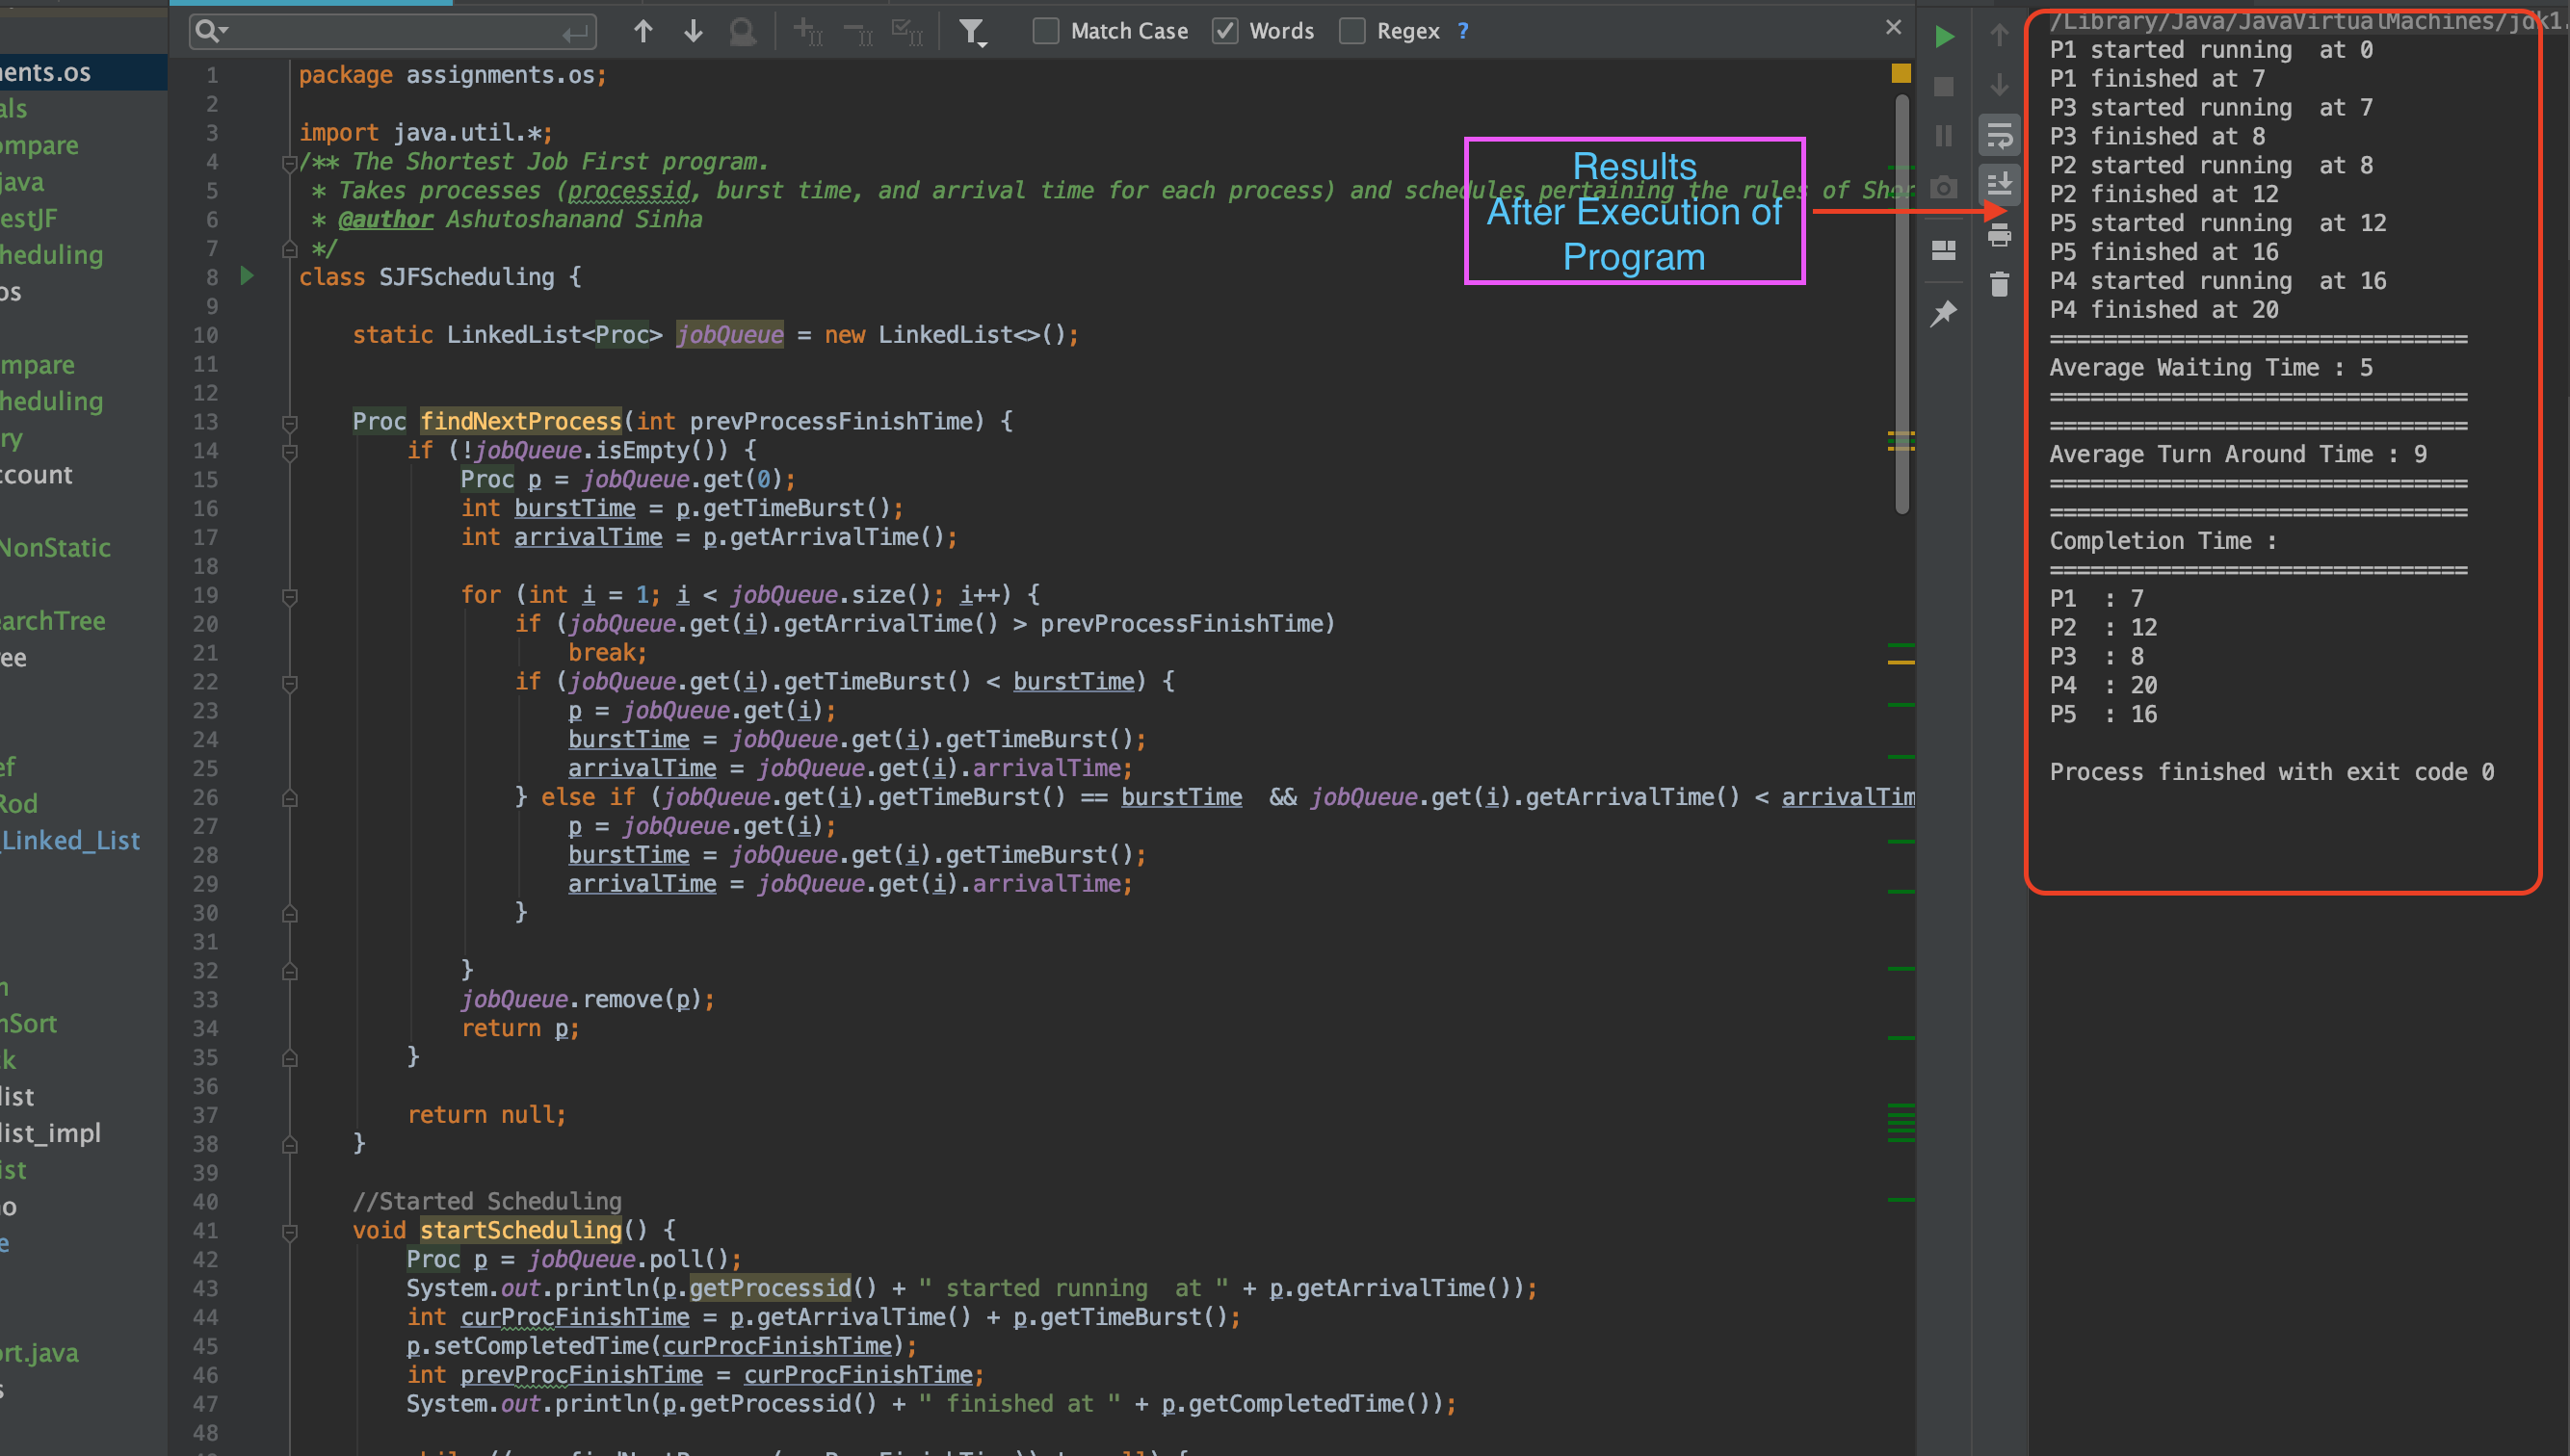 Match Case
Words
Regex ?
ents.os
als
ompare
java
estJF
heduling
os
mpare
heduling
ry
ccount
NonStatic
archTree
ree
ef
Rod
_Linked_List
n
nSort
ck
list
list_impl
ist
no
e
ort.java
s
1 package assignments.os;
2
3 import java.util.*;
4 /** The Shortest Job First program.
5 * Takes processes (processid, burst time, and arrival time for each process) and schedules pertaining the rules of Shor
6 * @author Ashutoshanand Sinha
7 */
8 class SJFScheduling {
9
10 static LinkedList<Proc> jobQueue = new LinkedList<>();
11
12
13 Proc findNextProcess(int prevProcessFinishTime) {
14 if (!jobQueue.isEmpty()) {
15 Proc p = jobQueue.get(0);
16 int burstTime = p.getTimeBurst();
17 int arrivalTime = p.getArrivalTime();
18
19 for (int i = 1; i < jobQueue.size(); i++) {
20 if (jobQueue.get(i).getArrivalTime() > prevProcessFinishTime)
21 break;
22 if (jobQueue.get(i).getTimeBurst() < burstTime) {
23 p = jobQueue.get(i);
24 burstTime = jobQueue.get(i).getTimeBurst();
25 arrivalTime = jobQueue.get(i).arrivalTime;
26 } else if (jobQueue.get(i).getTimeBurst() == burstTime && jobQueue.get(i).getArrivalTime() < arrivalTim
27 p = jobQueue.get(i);
28 burstTime = jobQueue.get(i).getTimeBurst();
29 arrivalTime = jobQueue.get(i).arrivalTime;
30 }
31
32 }
33 jobQueue.remove(p);
34 return p;
35 }
36
37 return null;
38 }
39
40 //Started Scheduling
41 void startScheduling() {
42 Proc p = jobQueue.poll();
43 System.out.println(p.getProcessid() + " started running  at " + p.getArrivalTime());
44 int curProcFinishTime = p.getArrivalTime() + p.getTimeBurst();
45 p.setCompletedTime(curProcFinishTime);
46 int prevProcFinishTime = curProcFinishTime;
47 System.out.println(p.getProcessid() + " finished at " + p.getCompletedTime());
48
Results
After Execution of
Program
/Library/Java/JavaVirtualMachines/jdk1.
P1 started running  at 0
P1 finished at 7
P3 started running  at 7
P3 finished at 8
P2 started running  at 8
P2 finished at 12
P5 started running  at 12
P5 finished at 16
P4 started running  at 16
P4 finished at 20
===============================
Average Waiting Time : 5
===============================
===============================
Average Turn Around Time : 9
===============================
===============================
Completion Time :
===============================
P1  : 7
P2  : 12
P3  : 8
P4  : 20
P5  : 16
Process finished with exit code 0